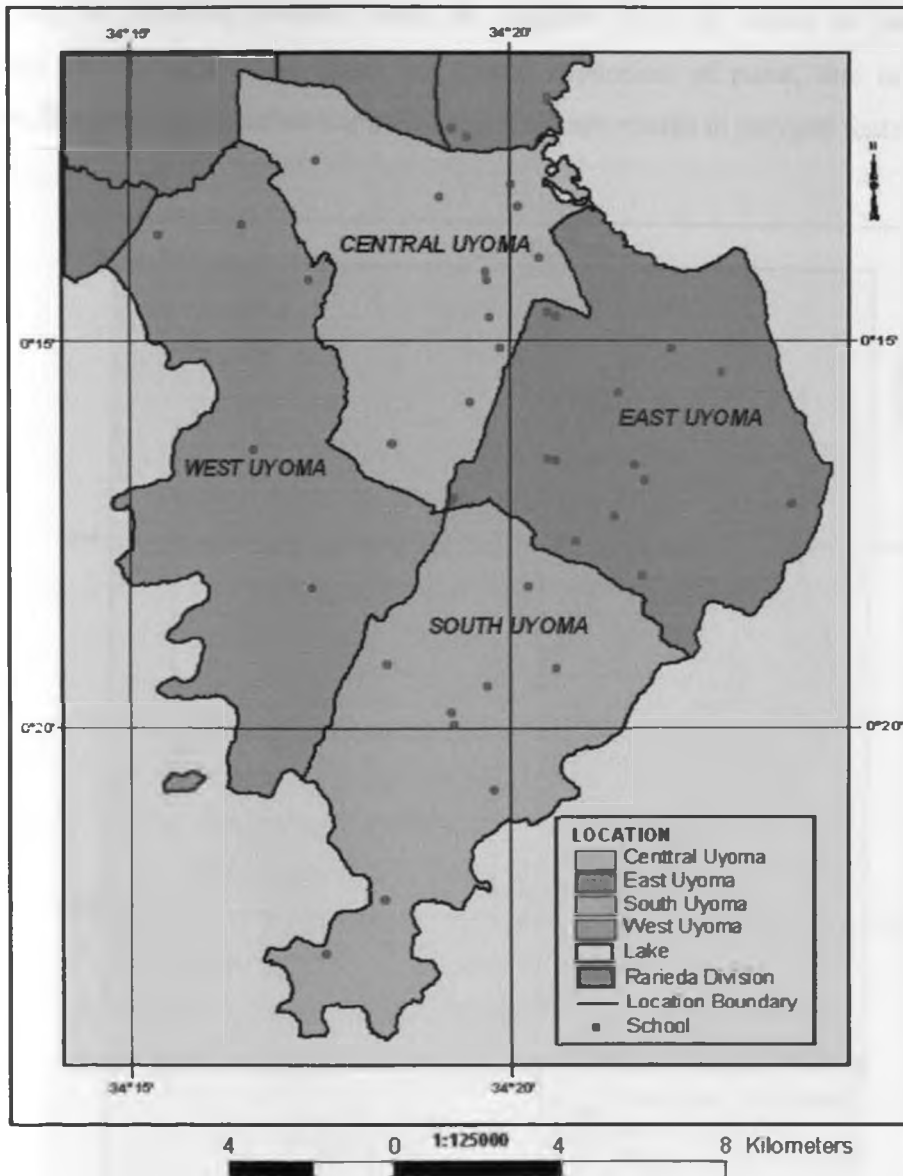 34°15'
34°20'
CENTRAL UYOMA
0°15'
0°15'
EAST UYOMA
WEST UYOMA
SOUTH UYOMA
0°20'
0°20'
LOCATION
Centtral Uyoma
East Uyoma
South Uyoma
West Uyoma
Lake
Rarieda Division
Location Boundary
School
34°15'
34°20'
4 0 1:125000 4 8 Kilometers